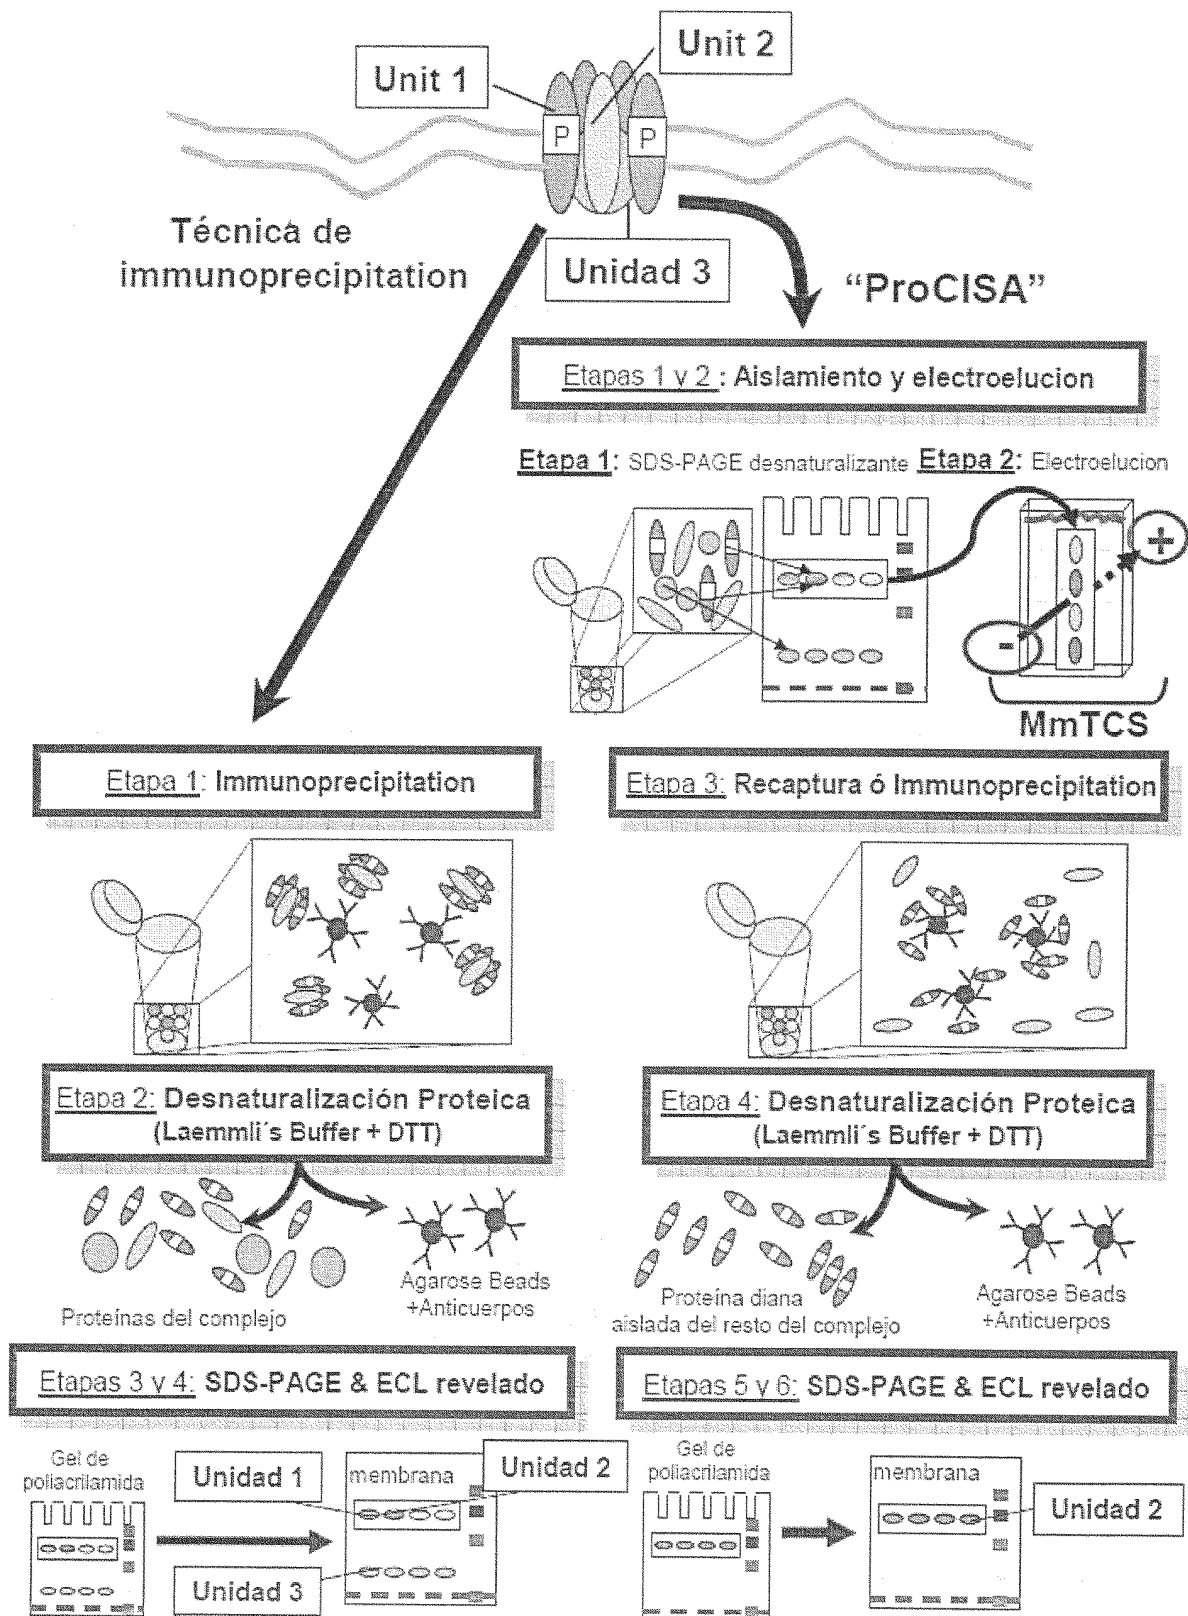 Unit 2
Unit 1
P
P
Técnica de
immunoprecipitation
Unidad 3
“ProCISA”
Etapas 1 y 2 : Aislamiento y electroelucion
Etapa 1: SDS-PAGE desnaturalizante Etapa 2: Electroelucion
+
-
MmTCS
Etapa 1: Immunoprecipitation
Etapa 3: Recaptura ó Immunoprecipitation
Etapa 2: Desnaturalización Proteica
(Laemmli´s Buffer + DTT)
Etapa 4: Desnaturalización Proteica
(Laemmli´s Buffer + DTT)
Proteínas del complejo
Agarose Beads
+Anticuerpos
Proteína diana
aislada del resto del complejo
Agarose Beads
+Anticuerpos
Etapas 3 y 4: SDS-PAGE & ECL revelado
Etapas 5 y 6: SDS-PAGE & ECL revelado
Gel de
poliacrilamida
Unidad 1
membrana
Unidad 2
Unidad 3
Gel de
poliacrilamida
membrana
Unidad 2